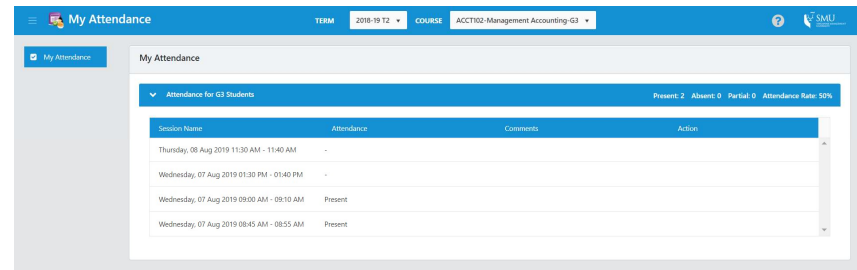 My Attendance TERM 2018-19 T2 COURSE ACCT102-Management Accounting-G3 ? SMU
My Attendance
My Attendance
Attendance for G3 Students Present: 2 Absent: 0 Partial: 0 Attendance Rate: 50%
Session Name Attendance Comments Action
Thursday, 08 Aug 2019 11:30 AM - 11:40 AM -
Wednesday, 07 Aug 2019 01:30 PM - 01:40 PM -
Wednesday, 07 Aug 2019 09:00 AM - 09:10 AM Present
Wednesday, 07 Aug 2019 08:45 AM - 08:55 AM Present